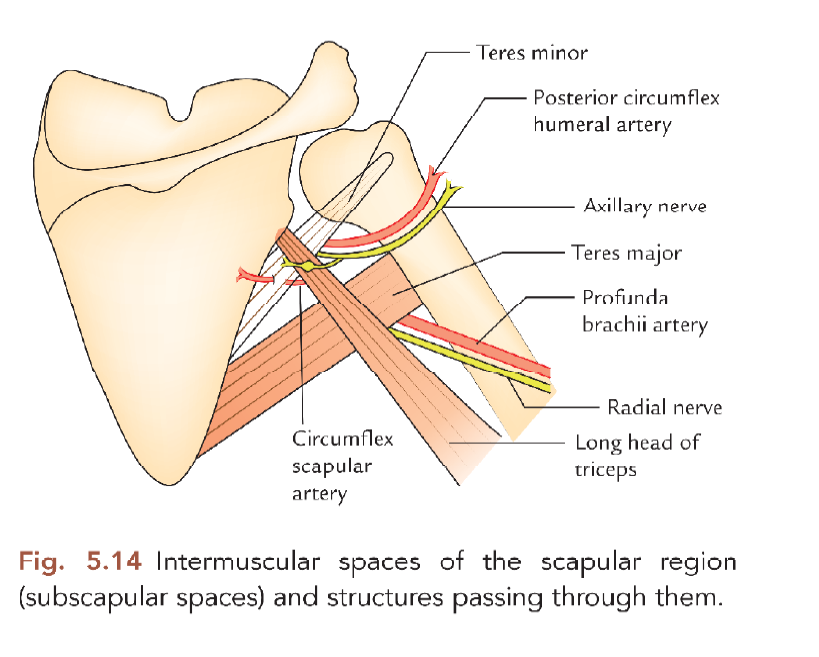 Teres minor
Posterior circumflex
humeral artery
Axillary nerve
Teres major
Profunda
brachii artery
Radial nerve
Long head of
triceps
Circumflex
scapular
artery
Fig. 5.14 Intermuscular spaces of the scapular region
(subscapular spaces) and structures passing through them.